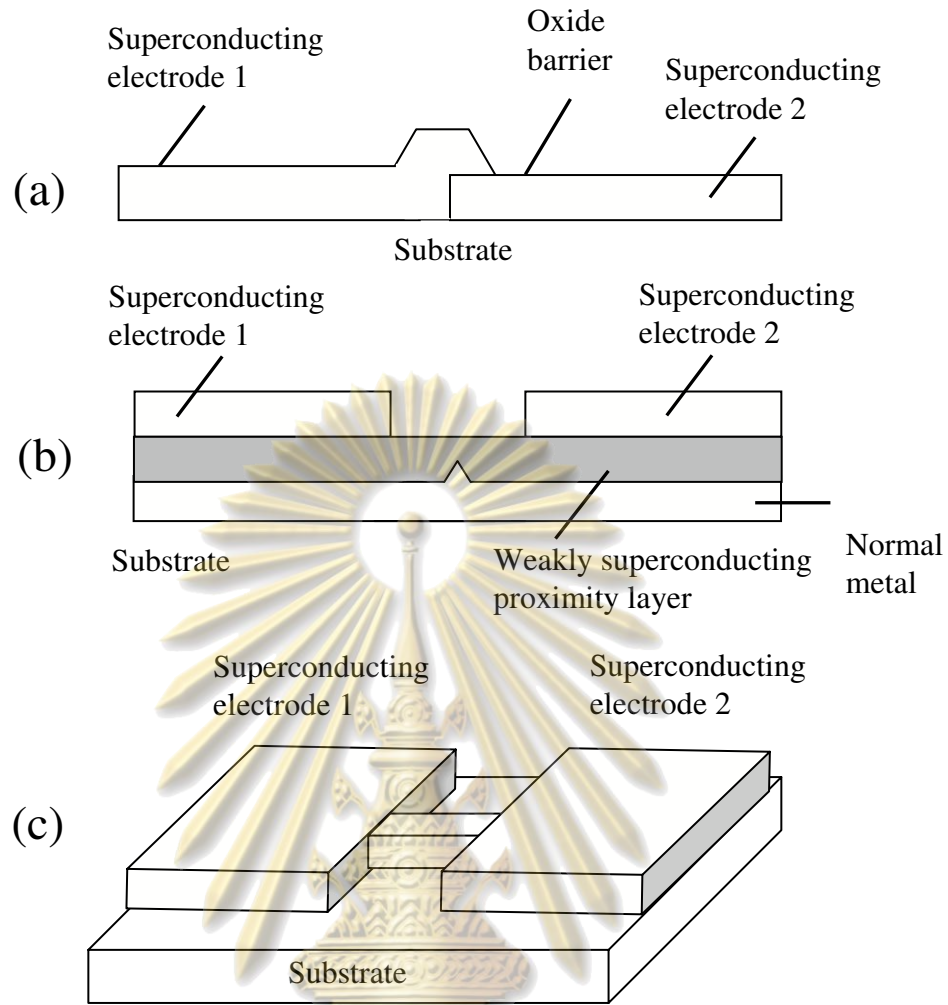 Superconducting
electrode 1
Oxide
barrier
Superconducting
electrode 2
(a)
Substrate
Superconducting
electrode 1
Superconducting
electrode 2
(b)
Substrate
Weakly superconducting
proximity layer
Normal
metal
Superconducting
electrode 1
Superconducting
electrode 2
(c)
Substrate